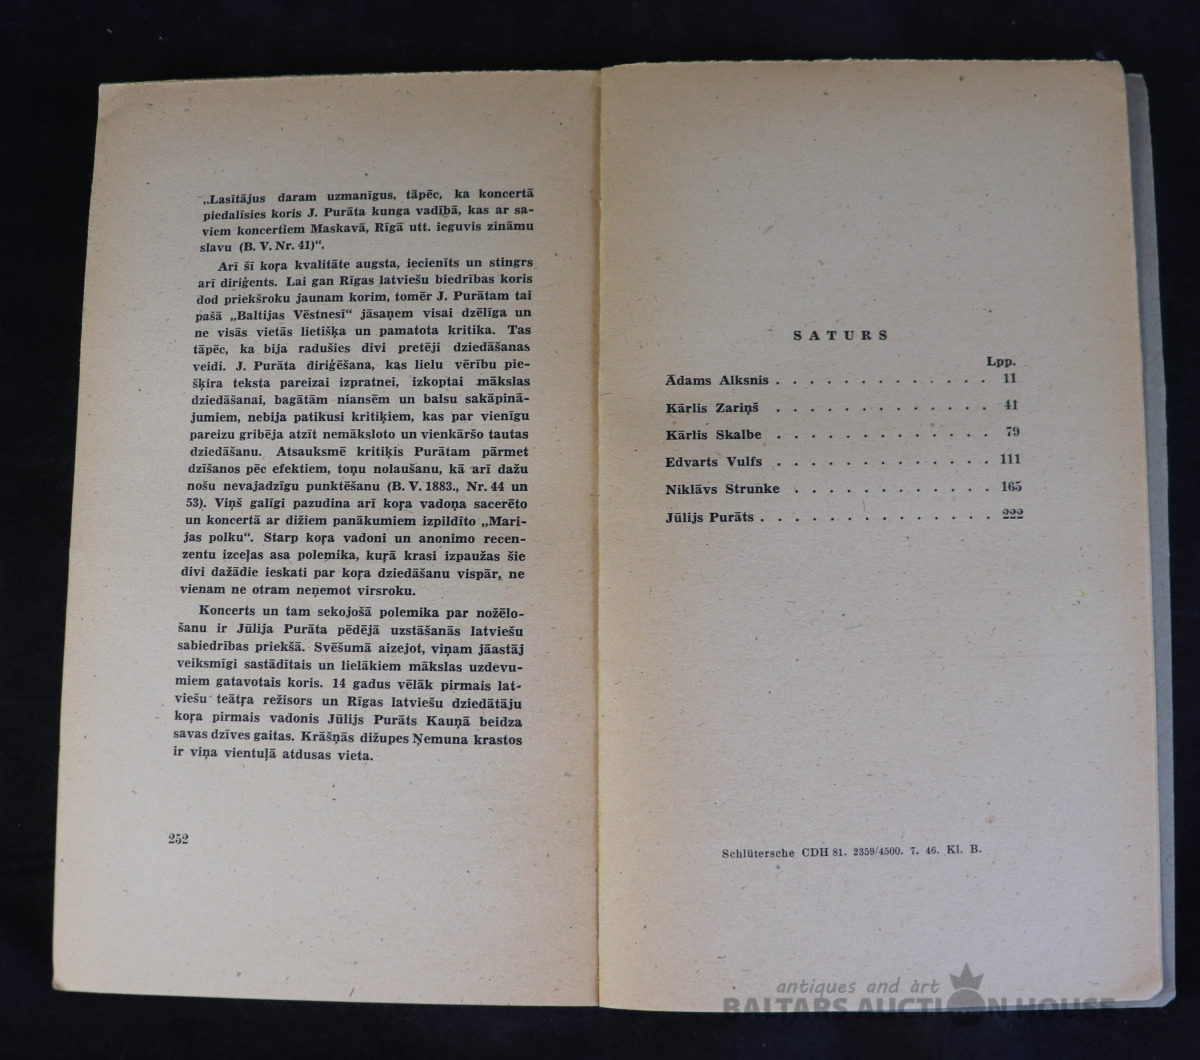 „Lasītājus daram uzmanīgus, tāpēc, ka koncertā
piedalīsies koris J. Purāta kunga vadībā, kas ar sa-
viem koncertiem Maskavā, Rīgā utt. ieguvis zināmu
slavu (B. V. Nr. 41)“.
Arī šī koŗa kvalitāte augsta, iecienīts un stingrs
arī diriģents. Lai gan Rīgas latviešu biedrības koris
dod priekšroku jaunam korim, tomēr J. Purātam tai
pašā „Baltijas Vēstnesī“ jāsaņem visai dzēlīga un
ne visās vietās lietišķa un pamatota kritika. Tas
tāpēc, ka bija radušies divi pretēji dziedāšanas
veidi. J. Purāta diriģēšana, kas lielu vērību pie-
šķira teksta pareizai izpratnei, izkoptai mākslas
dziedāšanai, bagātām niansēm un balsu sakāpinā-
jumiem, nebija patikusi kritiķiem, kas par vienīgu
pareizu gribēja atzīt nemāksloto un vienkāršo tautas
dziedāšanu. Atsauksmē kritiķis Purātam pārmet
dzīšanos pēc efektiem, toņu nolaušanu, kā arī dažu
nošu nevajadzīgu punktēšanu (B. V. 1883., Nr. 44 un
53). Viņš galīgi pazudina arī koŗa vadoņa sacerēto
un koncertā ar dižiem panākumiem izpildīto „Mari-
jas polku“. Starp koŗa vadoni un anonimo recen-
zentu izceļas asa polemika, kuŗā krasi izpaužas šie
divi dažādie ieskati par koŗa dziedāšanu vispār, ne
vienam ne otram neņemot virsroku.
Koncerts un tam sekojošā polemika par nožēlo-
šanu ir Jūlija Purāta pēdējā uzstāšanās latviešu
sabiedrības priekšā. Svēšumā aizejot, viņam jāastāj
veiksmīgi sastādītais un lielākiem mākslas uzdevu-
miem gatavotais koris. 14 gadus vēlāk pirmais lat-
viešu teātŗa režisors un Rīgas latviešu dziedātāju
koŗa pirmais vadonis Jūlijs Purāts Kauņā beidza
savas dzīves gaitas. Krāšņās dižupes Ņemuna krastos
ir viņa vientuļā atdusas vieta.
252
SATURS
Lpp.
Ādams Alksnis . . . . . . . . . . . . . 11
Kārlis Zariņš . . . . . . . . . . . . . 41
Kārlis Skalbe . . . . . . . . . . . . . 79
Edvarts Vulfs . . . . . . . . . . . . . 111
Niklāvs Strunke . . . . . . . . . . . . 165
Jūlijs Purāts . . . . . . . . . . . . . . 222
Schlütersche CDH 81. 2359/4500. 7. 46. Kl. B.
antiques and art
BALTARS AUCTION HOUSE